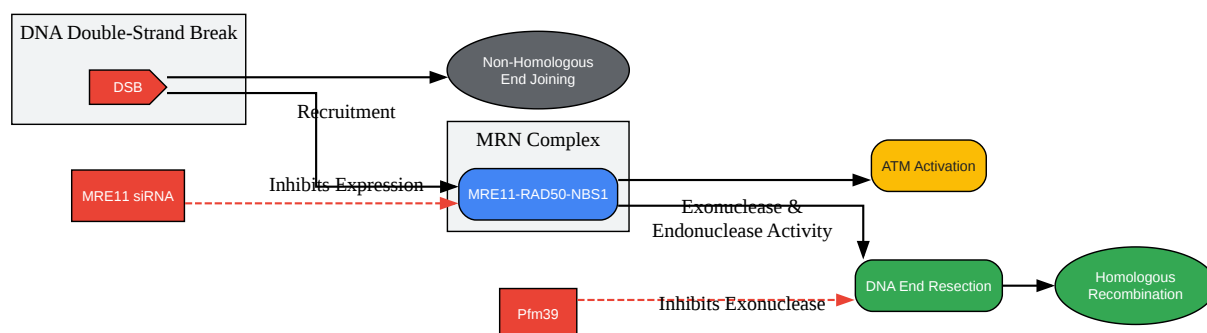 DNA Double-Strand Break
DSB
Non-Homologous
End Joining
Recruitment
MRN Complex
MRE11 siRNA
Inhibits Expression
MRE11-RAD50-NBS1
ATM Activation
Exonuclease &
Endonuclease Activity
DNA End Resection
Homologous
Recombination
Pfm39
Inhibits Exonuclease